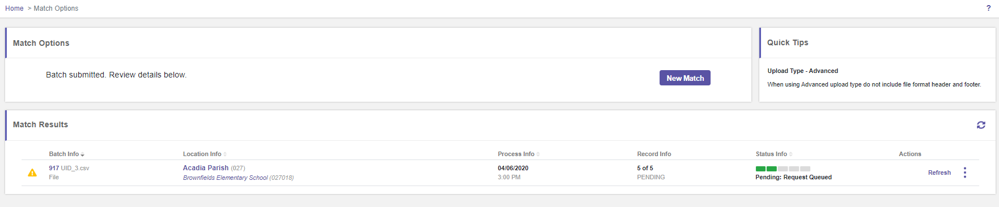 Home > Match Options
?
Match Options
Batch submitted. Review details below.
New Match
Quick Tips
Upload Type - Advanced
When using Advanced upload type do not include file format header and footer.
Match Results
Batch Info Location Info Process Info Record Info Status Info Actions
917 UID_3.csv Acadia Parish (027) 04/06/2020 5 of 5
File Brownfields Elementary School (027018) 3:00 PM PENDING Pending: Request Queued
Refresh